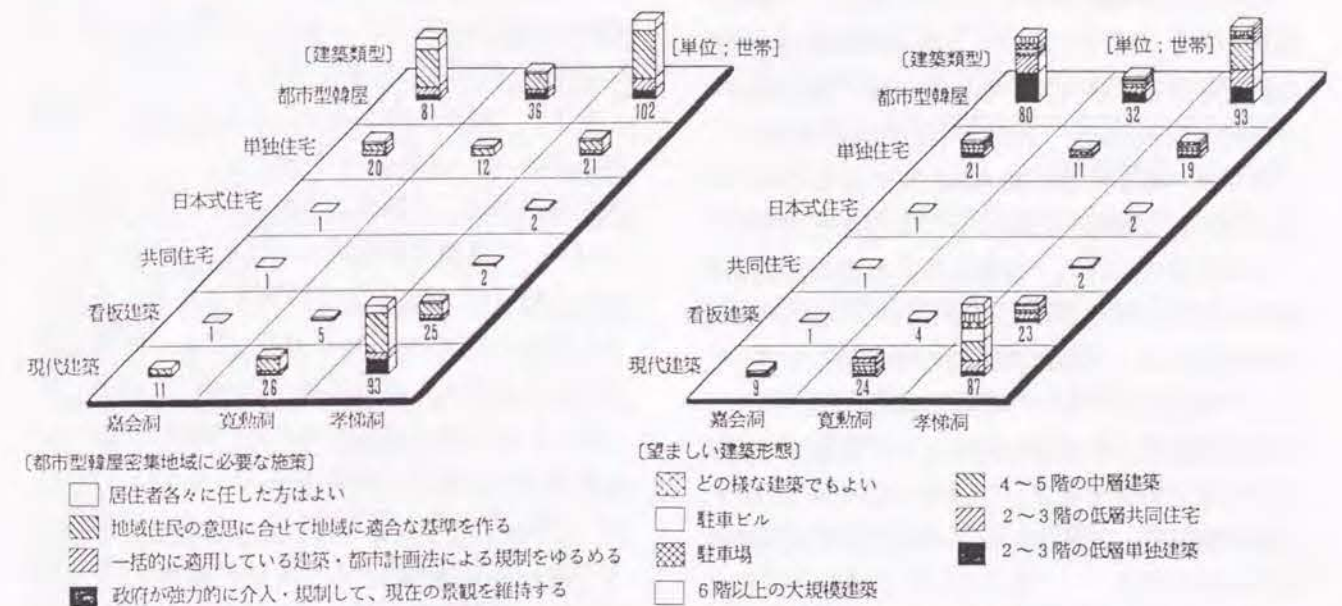 〔建築類型〕
〔単位；世帯〕
都市型韓屋
81
36
102
単独住宅
20
12
21
日本式住宅
1
2
共同住宅
1
2
看板建築
1
5
25
現代建築
11
26
93
嘉会洞
寛勲洞
孝悌洞
〔都市型韓屋密集地域に必要な施策〕
居住者各々に任した方はよい
地域住民の意思に合せて地域に適合な基準を作る
一括的に適用している建築・都市計画法による規制をゆるめる
政府が強力的に介入・規制して、現在の景観を維持する
〔建築類型〕
〔単位；世帯〕
都市型韓屋
80
32
93
単独住宅
21
11
19
日本式住宅
1
2
共同住宅
1
2
看板建築
1
4
23
現代建築
9
24
87
嘉会洞
寛勲洞
孝悌洞
〔望ましい建築形態〕
どの様な建築でもよい
駐車ビル
駐車場
6階以上の大規模建築
4〜5階の中層建築
2〜3階の低層共同住宅
2〜3階の低層単独建築